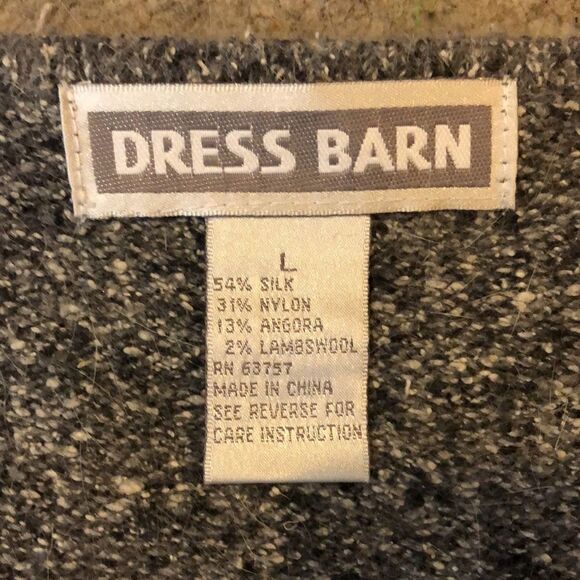 DRESS BARN
L
54% SILK
31% NYLON
13% ANGORA
2% LAMBSWOOL
RN 63757
MADE IN CHINA
SEE REVERSE FOR
CARE INSTRUCTION